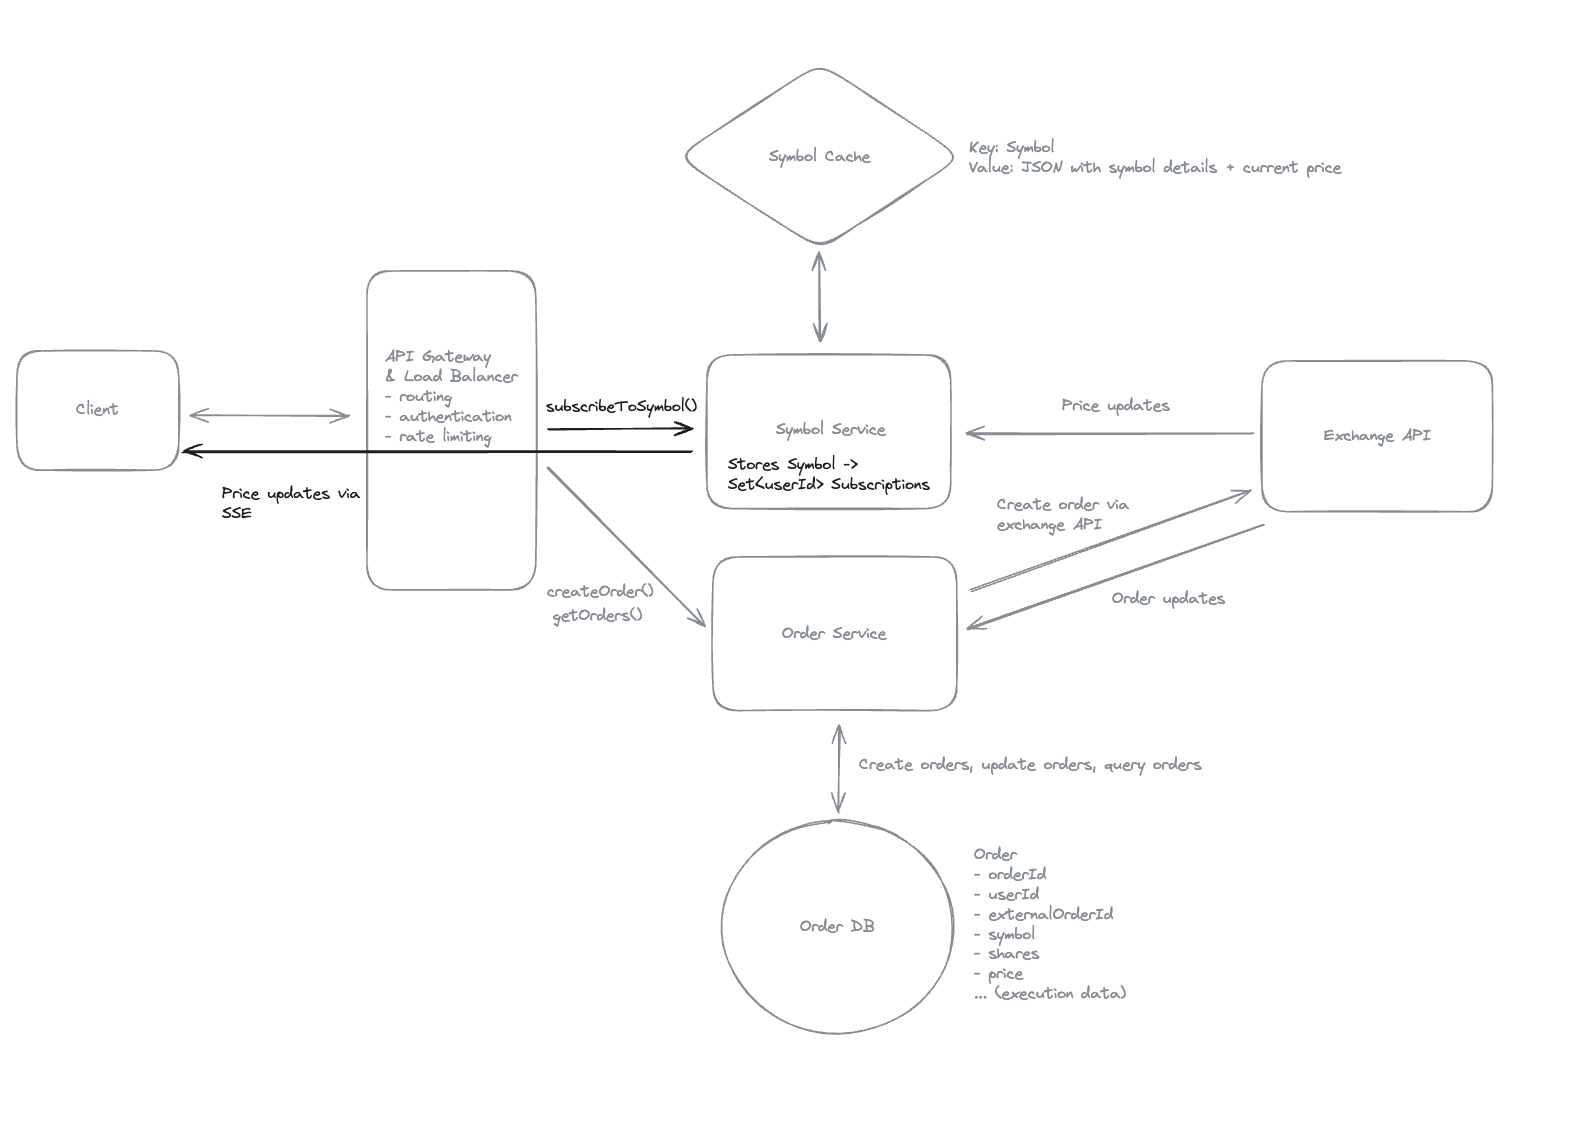 Symbol Cache
Key: Symbol
Value: JSON with symbol details + current price
API Gateway
& Load Balancer
- routing
- authentication
- rate limiting
Client
subscribeToSymbol()
Price updates via
SSE
Symbol Service
Stores Symbol ->
Set<userId> Subscriptions
Price updates
Exchange API
Create order via
exchange API
Order updates
createOrder()
getOrders()
Order Service
Create orders, update orders, query orders
Order DB
Order
- orderId
- userId
- externalOrderId
- symbol
- shares
- price
... (execution data)